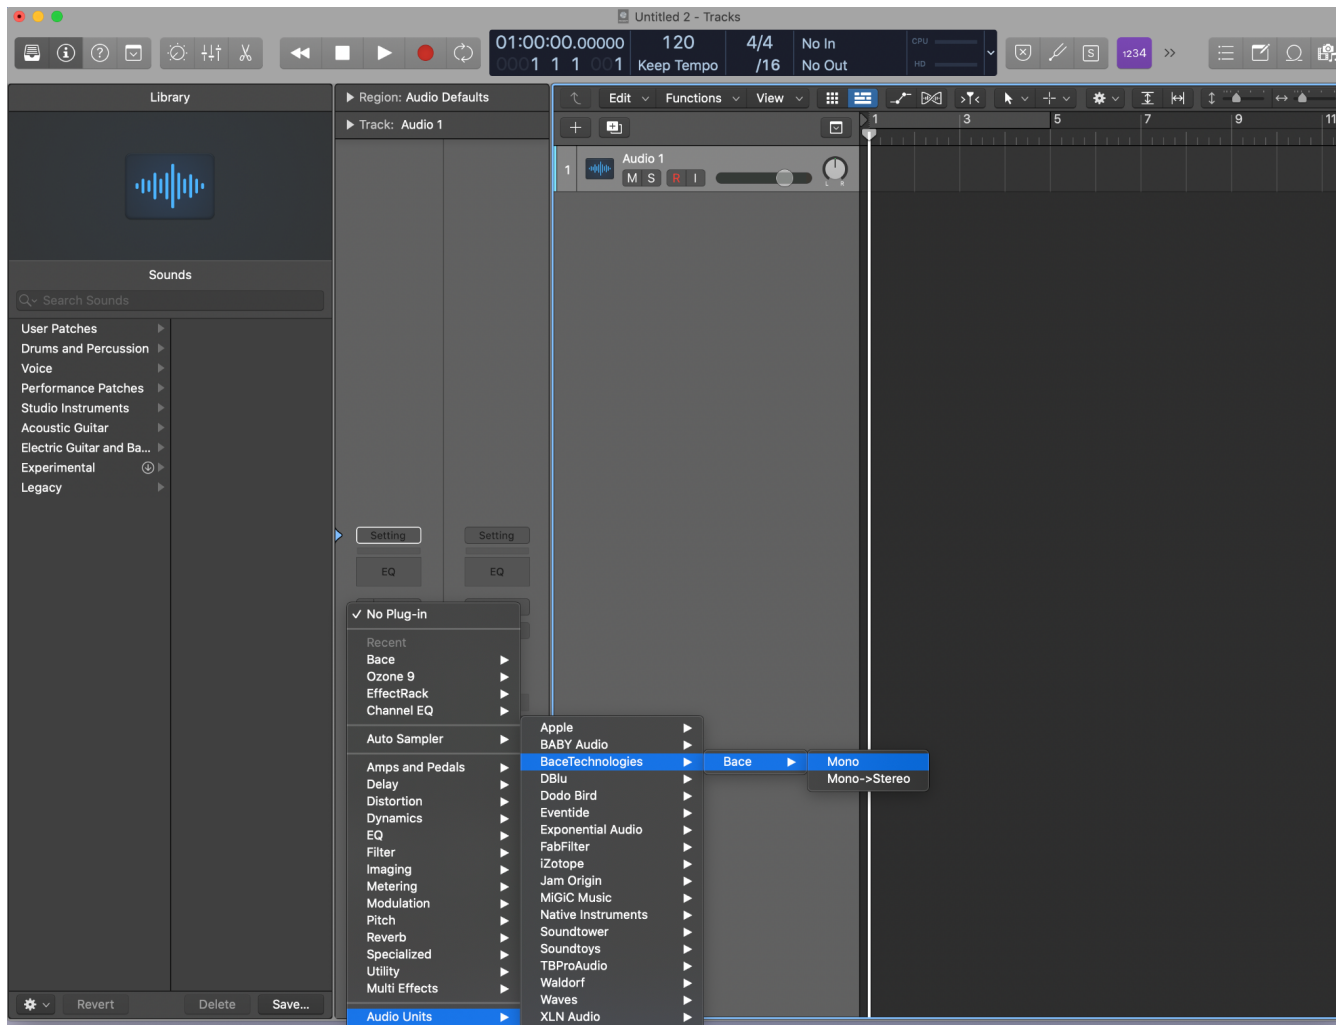 Untitled 2 - Tracks
01:00:00.00000
0001 1 1 001
120
Keep Tempo
4/4
/16
No In
No Out
CPU
HD
S
1234
Library
Region: Audio Defaults
Track: Audio 1
Edit
Functions
View
1 3 5 7 9 11
1
Audio 1
M S R I
L R
Sounds
Search Sounds
User Patches
Drums and Percussion
Voice
Performance Patches
Studio Instruments
Acoustic Guitar
Electric Guitar and Ba...
Experimental
Legacy
Setting
Setting
EQ
EQ
No Plug-in
Recent
Bace
Ozone 9
EffectRack
Channel EQ
Auto Sampler
Amps and Pedals
Delay
Distortion
Dynamics
EQ
Filter
Imaging
Metering
Modulation
Pitch
Reverb
Specialized
Utility
Multi Effects
Audio Units
Apple
BABY Audio
BaceTechnologies
DBlu
Dodo Bird
Eventide
Exponential Audio
FabFilter
iZotope
Jam Origin
MiGiC Music
Native Instruments
Soundtower
Soundtoys
TBProAudio
Waldorf
Waves
XLN Audio
Bace
Mono
Mono->Stereo
Revert
Delete
Save...